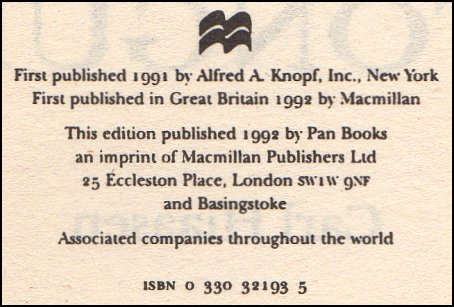 First published 1991 by Alfred A. Knopf, Inc., New York
First published in Great Britain 1992 by Macmillan
This edition published 1992 by Pan Books
an imprint of Macmillan Publishers Ltd
25 Eccleston Place, London SW1W 9NF
and Basingstoke
Associated companies throughout the world
ISBN 0 330 32193 5